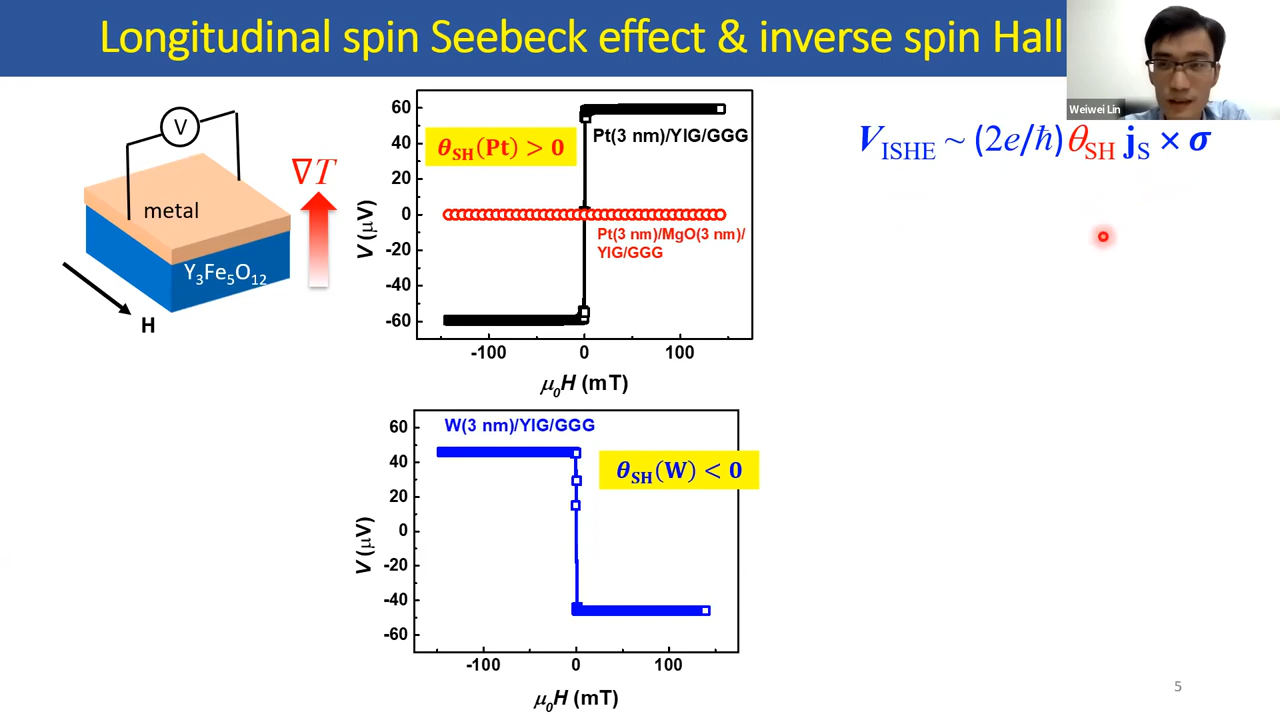 Longitudinal spin Seebeck effect & inverse spin Hall
Weiwei Lin
V
∇T
metal
Y₃Fe₅O₁₂
H
V (μV)
60
40
20
0
-20
-40
-60
θSH(Pt) > 0
Pt(3 nm)/YIG/GGG
Pt(3 nm)/MgO(3 nm)/
YIG/GGG
-100 0 100
μ₀H (mT)
V_ISHE ~ (2e/ħ)θ_SH j_S × σ
V (μV)
60
40
20
0
-20
-40
-60
W(3 nm)/YIG/GGG
θSH(W) < 0
-100 0 100
μ₀H (mT)
5